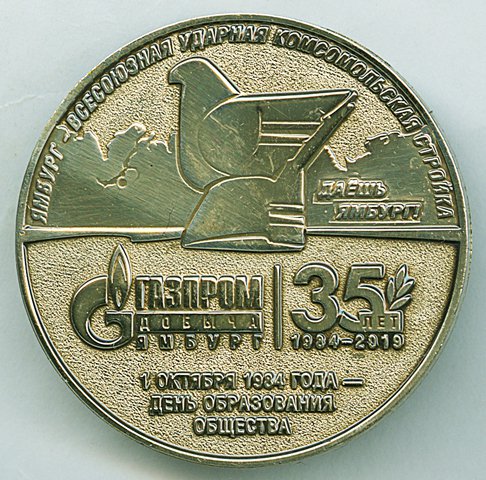 ЯМБУРГ - ВСЕСОЮЗНАЯ УДАРНАЯ КОМСОМОЛЬСКАЯ СТРОЙКА
ДАЁШЬ
ЯМБУРГ!
ГАЗПРОМ
ДОБЫЧА
ЯМБУРГ
35
ЛЕТ
1984-2019
1 ОКТЯБРЯ 1984 ГОДА —
ДЕНЬ ОБРАЗОВАНИЯ
ОБЩЕСТВА